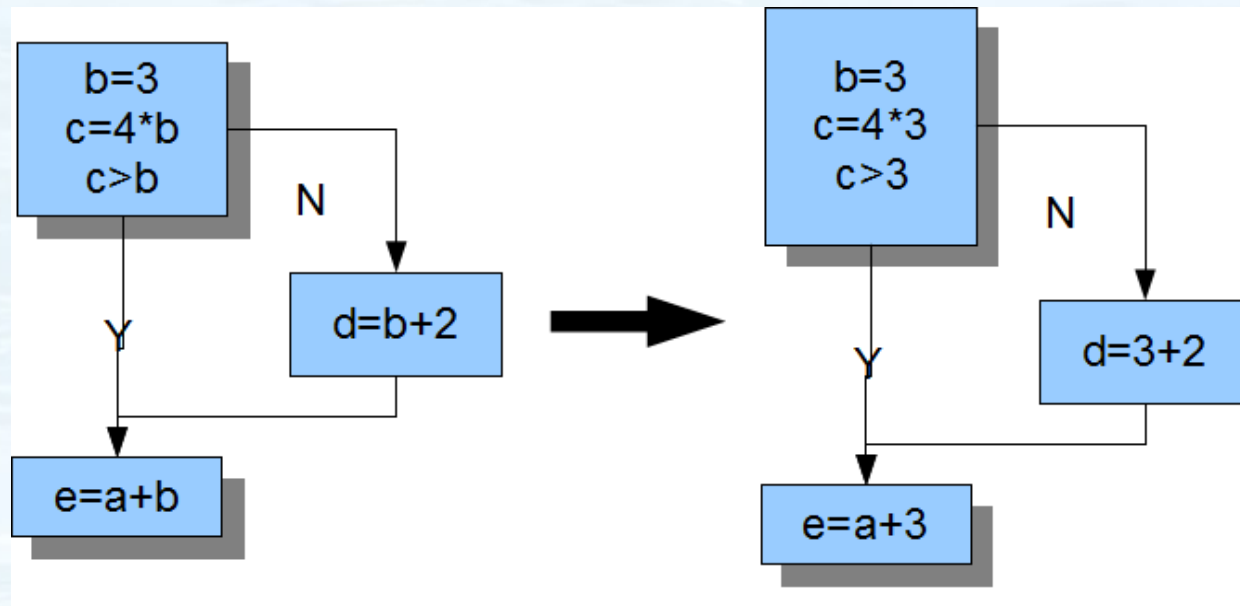 b=3
c=4*b
c>b
N
Y
d=b+2
e=a+b
b=3
c=4*3
c>3
N
Y
d=3+2
e=a+3